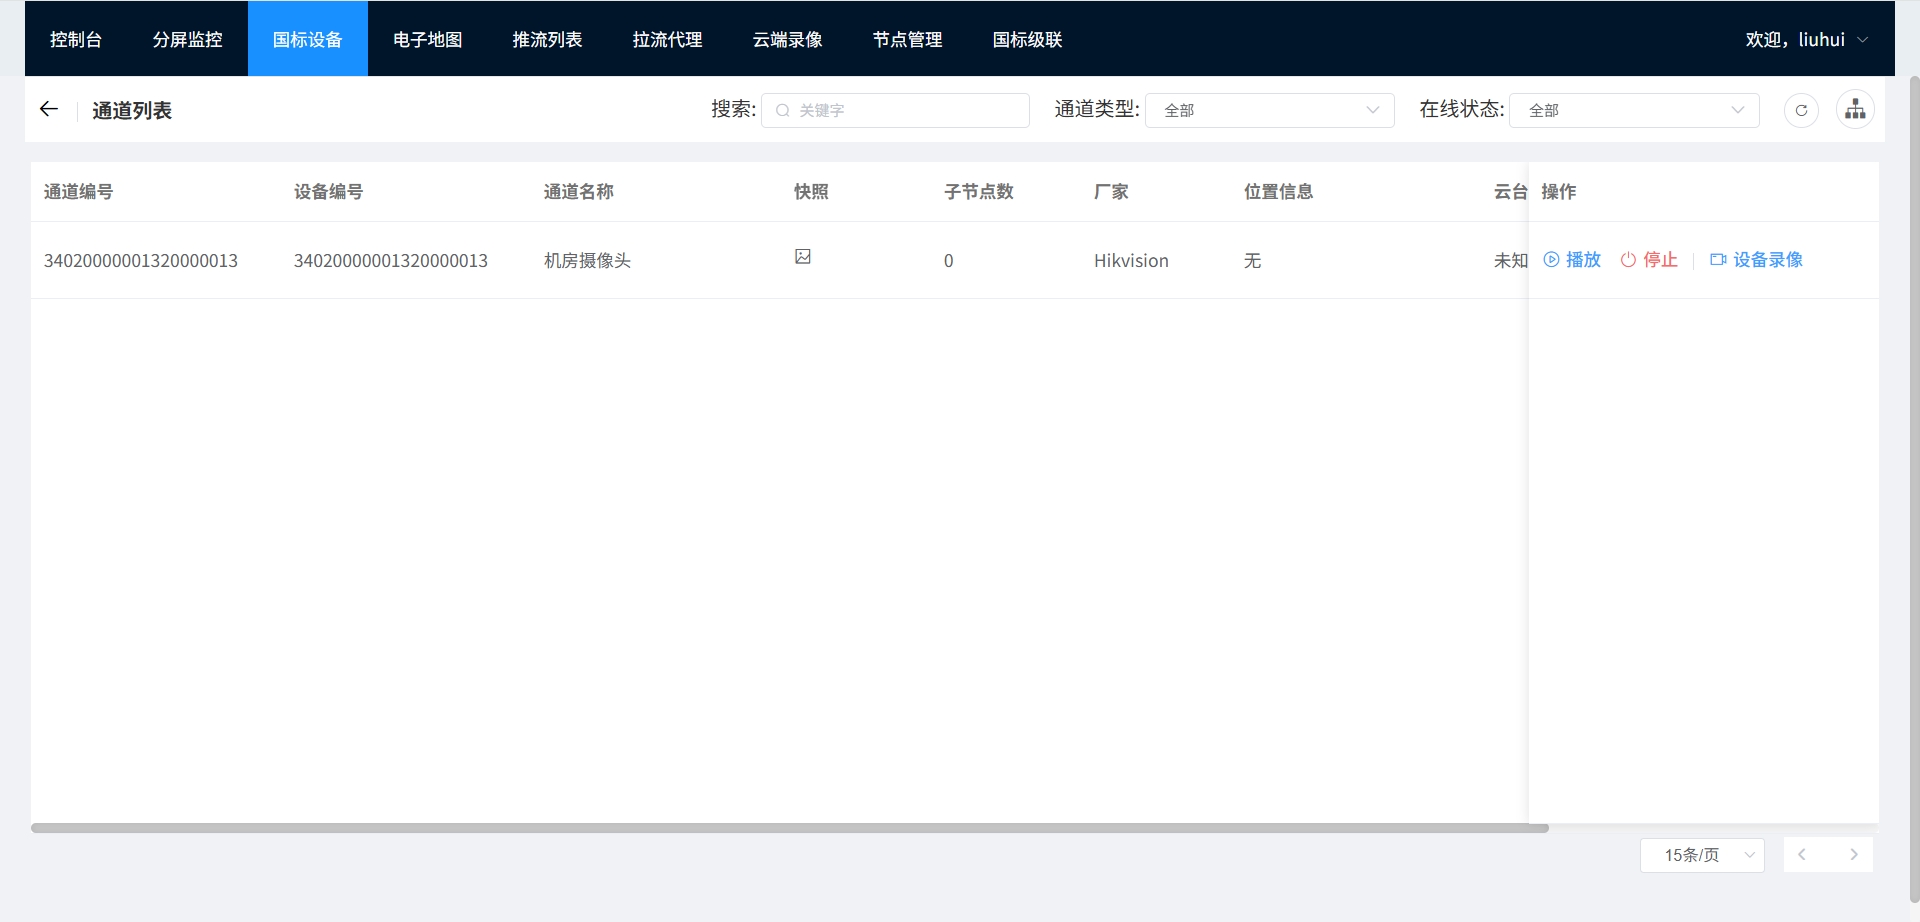 控制台 分屏监控 国标设备 电子地图 推流列表 拉流代理 云端录像 节点管理 国标级联 欢迎，liuhui
通道列表 搜索: 关键字 通道类型: 全部 在线状态: 全部
通道编号 设备编号 通道名称 快照 子节点数 厂家 位置信息 云台 操作
34020000001320000013 34020000001320000013 机房摄像头 0 Hikvision 无 未知 播放 停止 设备录像
15条/页